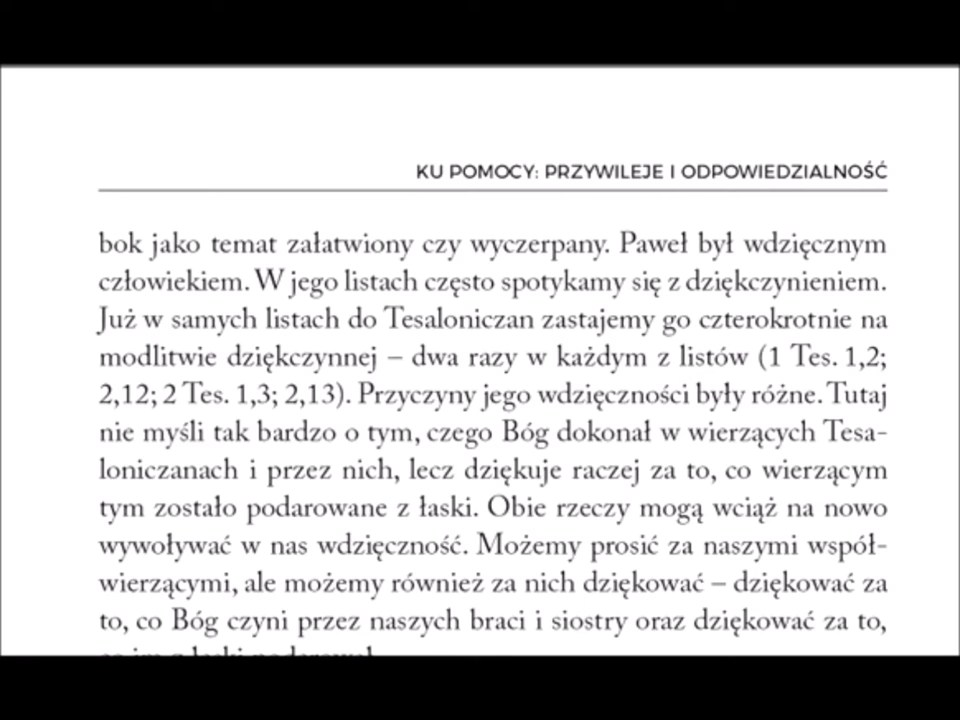 KU POMOCY: PRZYWILEJE I ODPOWIEDZIALNOŚĆ
bok jako temat załatwiony czy wyczerpany. Paweł był wdzięcznym
człowiekiem. W jego listach często spotykamy się z dziękczynieniem.
Już w samych listach do Tesaloniczan zastajemy go czterokrotnie na
modlitwie dziękczynnej – dwa razy w każdym z listów (1 Tes. 1,2;
2,12; 2 Tes. 1,3; 2,13). Przyczyny jego wdzięczności były różne. Tutaj
nie myśli tak bardzo o tym, czego Bóg dokonał w wierzących Tesa-
loniczanach i przez nich, lecz dziękuje raczej za to, co wierzącym
tym zostało podarowane z łaski. Obie rzeczy mogą wciąż na nowo
wywoływać w nas wdzięczność. Możemy prosić za naszymi współ-
wierzącymi, ale możemy również za nich dziękować – dziękować za
to, co Bóg czyni przez naszych braci i siostry oraz dziękować za to,